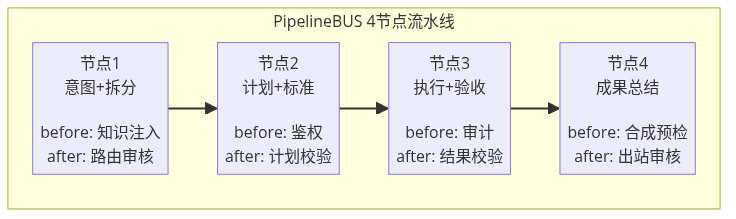 PipelineBUS 4节点流水线
节点1
意图+拆分
before: 知识注入
after: 路由审核
节点2
计划+标准
before: 鉴权
after: 计划校验
节点3
执行+验收
before: 审计
after: 结果校验
节点4
成果总结
before: 合成预检
after: 出站审核